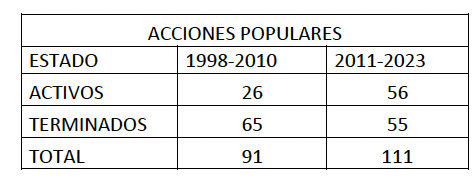 ACCIONES POPULARES
ESTADO 1998-2010 2011-2023
ACTIVOS 26 56
TERMINADOS 65 55
TOTAL 91 111